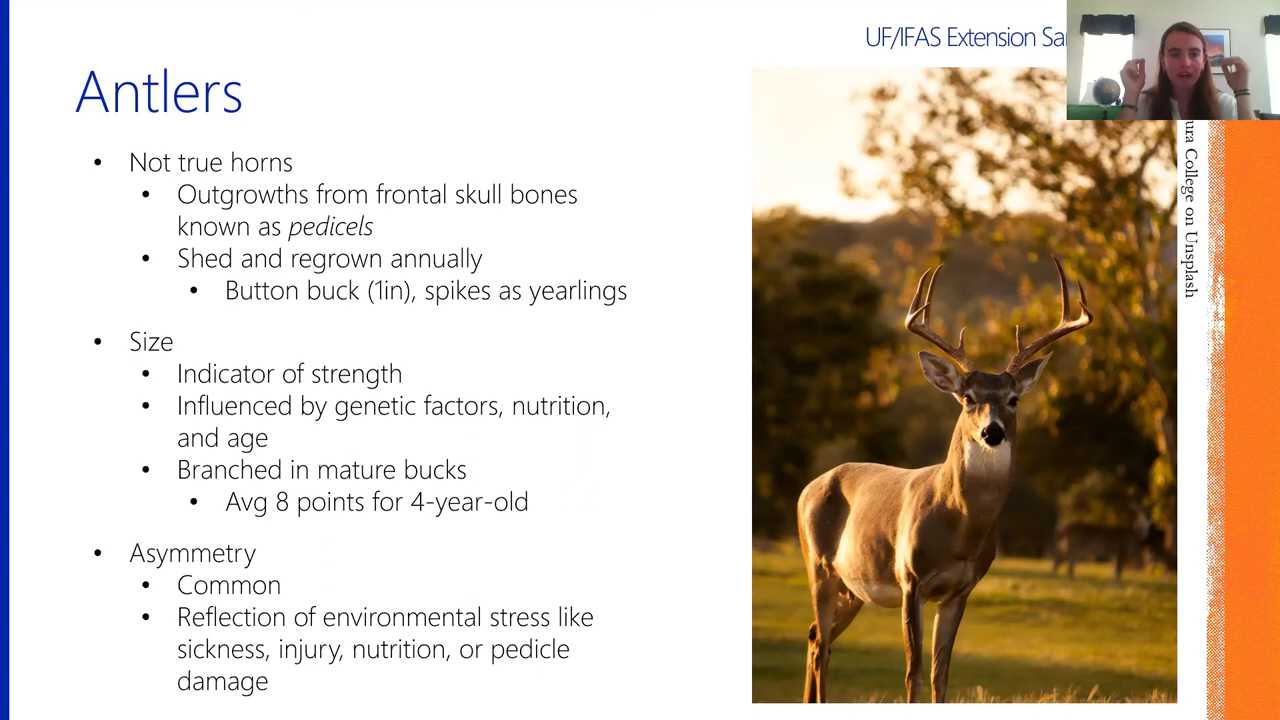 UF/IFAS Extension
Antlers
• Not true horns
• Outgrowths from frontal skull bones
known as pedicels
• Shed and regrown annually
• Button buck (1in), spikes as yearlings
• Size
• Indicator of strength
• Influenced by genetic factors, nutrition,
and age
• Branched in mature bucks
• Avg 8 points for 4-year-old
• Asymmetry
• Common
• Reflection of environmental stress like
sickness, injury, nutrition, or pedicle
damage
College on Unsplash